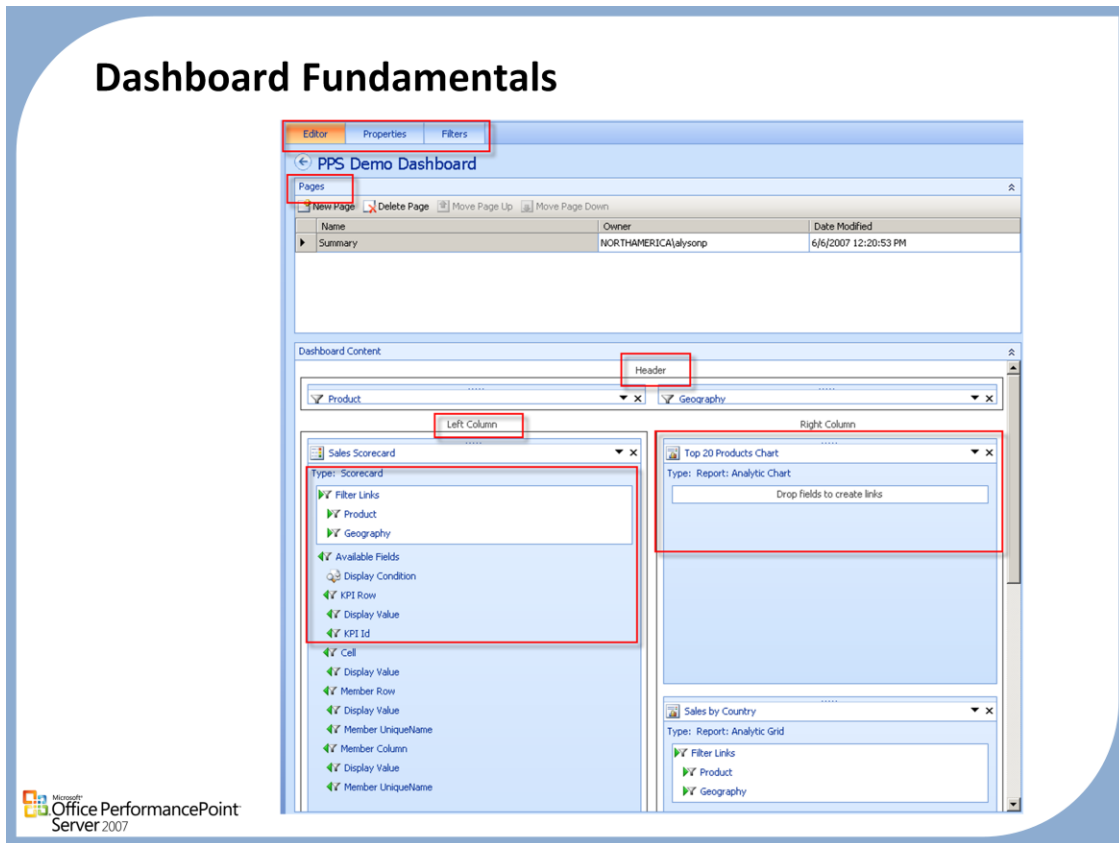 Dashboard Fundamentals
Editor Properties Filters
PPS Demo Dashboard
Pages
New Page Delete Page Move Page Up Move Page Down
Name Owner Date Modified
Summary NORTHAMERICA\alysonp 6/6/2007 12:20:53 PM
Dashboard Content
Header
Product Geography
Left Column Right Column
Sales Scorecard
Type: Scorecard
Filter Links
Product
Geography
Available Fields
Display Condition
KPI Row
Display Value
KPI Id
Cell
Display Value
Member Row
Display Value
Member UniqueName
Member Column
Display Value
Member UniqueName
Top 20 Products Chart
Type: Report: Analytic Chart
Drop fields to create links
Sales by Country
Type: Report: Analytic Grid
Filter Links
Product
Geography
Microsoft
Office PerformancePoint
Server 2007